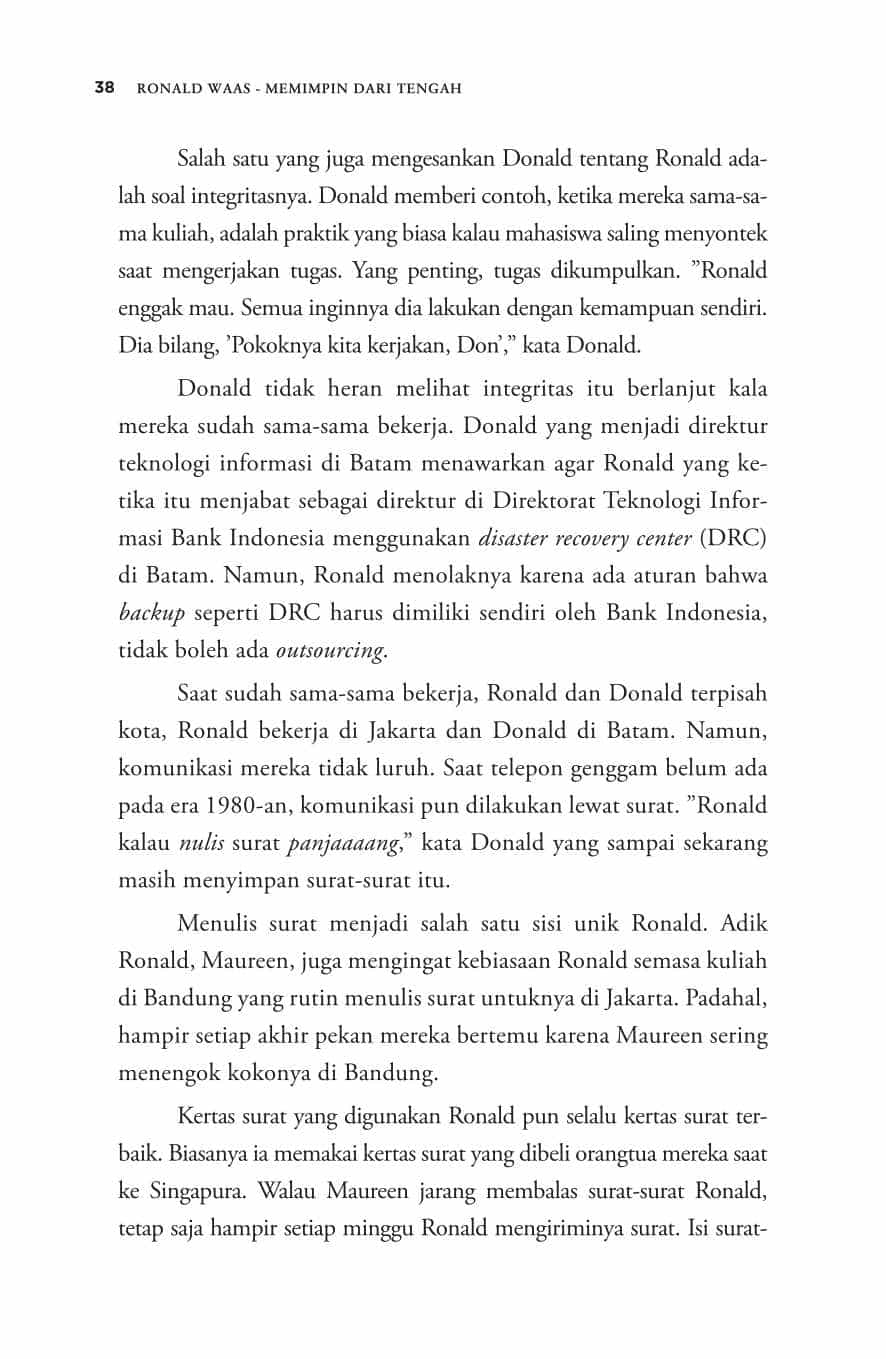 38 RONALD WAAS - MEMIMPIN DARI TENGAH
Salah satu yang juga mengesankan Donald tentang Ronald ada-
lah soal integritasnya. Donald memberi contoh, ketika mereka sama-sa-
ma kuliah, adalah praktik yang biasa kalau mahasiswa saling menyontek
saat mengerjakan tugas. Yang penting, tugas dikumpulkan. ”Ronald
enggak mau. Semua inginnya dia lakukan dengan kemampuan sendiri.
Dia bilang, ’Pokoknya kita kerjakan, Don’,” kata Donald.
Donald tidak heran melihat integritas itu berlanjut kala
mereka sudah sama-sama bekerja. Donald yang menjadi direktur
teknologi informasi di Batam menawarkan agar Ronald yang ke-
tika itu menjabat sebagai direktur di Direktorat Teknologi Infor-
masi Bank Indonesia menggunakan disaster recovery center (DRC)
di Batam. Namun, Ronald menolaknya karena ada aturan bahwa
backup seperti DRC harus dimiliki sendiri oleh Bank Indonesia,
tidak boleh ada outsourcing.
Saat sudah sama-sama bekerja, Ronald dan Donald terpisah
kota, Ronald bekerja di Jakarta dan Donald di Batam. Namun,
komunikasi mereka tidak luruh. Saat telepon genggam belum ada
pada era 1980-an, komunikasi pun dilakukan lewat surat. ”Ronald
kalau nulis surat panjaaaang,” kata Donald yang sampai sekarang
masih menyimpan surat-surat itu.
Menulis surat menjadi salah satu sisi unik Ronald. Adik
Ronald, Maureen, juga mengingat kebiasaan Ronald semasa kuliah
di Bandung yang rutin menulis surat untuknya di Jakarta. Padahal,
hampir setiap akhir pekan mereka bertemu karena Maureen sering
menengok kokonya di Bandung.
Kertas surat yang digunakan Ronald pun selalu kertas surat ter-
baik. Biasanya ia memakai kertas surat yang dibeli orangtua mereka saat
ke Singapura. Walau Maureen jarang membalas surat-surat Ronald,
tetap saja hampir setiap minggu Ronald mengiriminya surat. Isi surat-